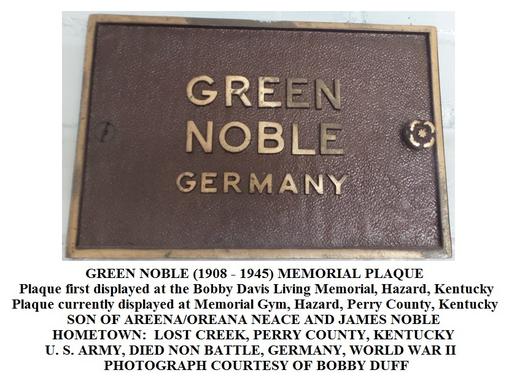 GREEN
NOBLE
GERMANY
GREEN NOBLE (1908 - 1945) MEMORIAL PLAQUE
Plaque first displayed at the Bobby Davis Living Memorial, Hazard, Kentucky
Plaque currently displayed at Memorial Gym, Hazard, Perry County, Kentucky
SON OF AREENA/OREANA NEACE AND JAMES NOBLE
HOMETOWN: LOST CREEK, PERRY COUNTY, KENTUCKY
U. S. ARMY, DIED NON BATTLE, GERMANY, WORLD WAR II
PHOTOGRAPH COURTESY OF BOBBY DUFF